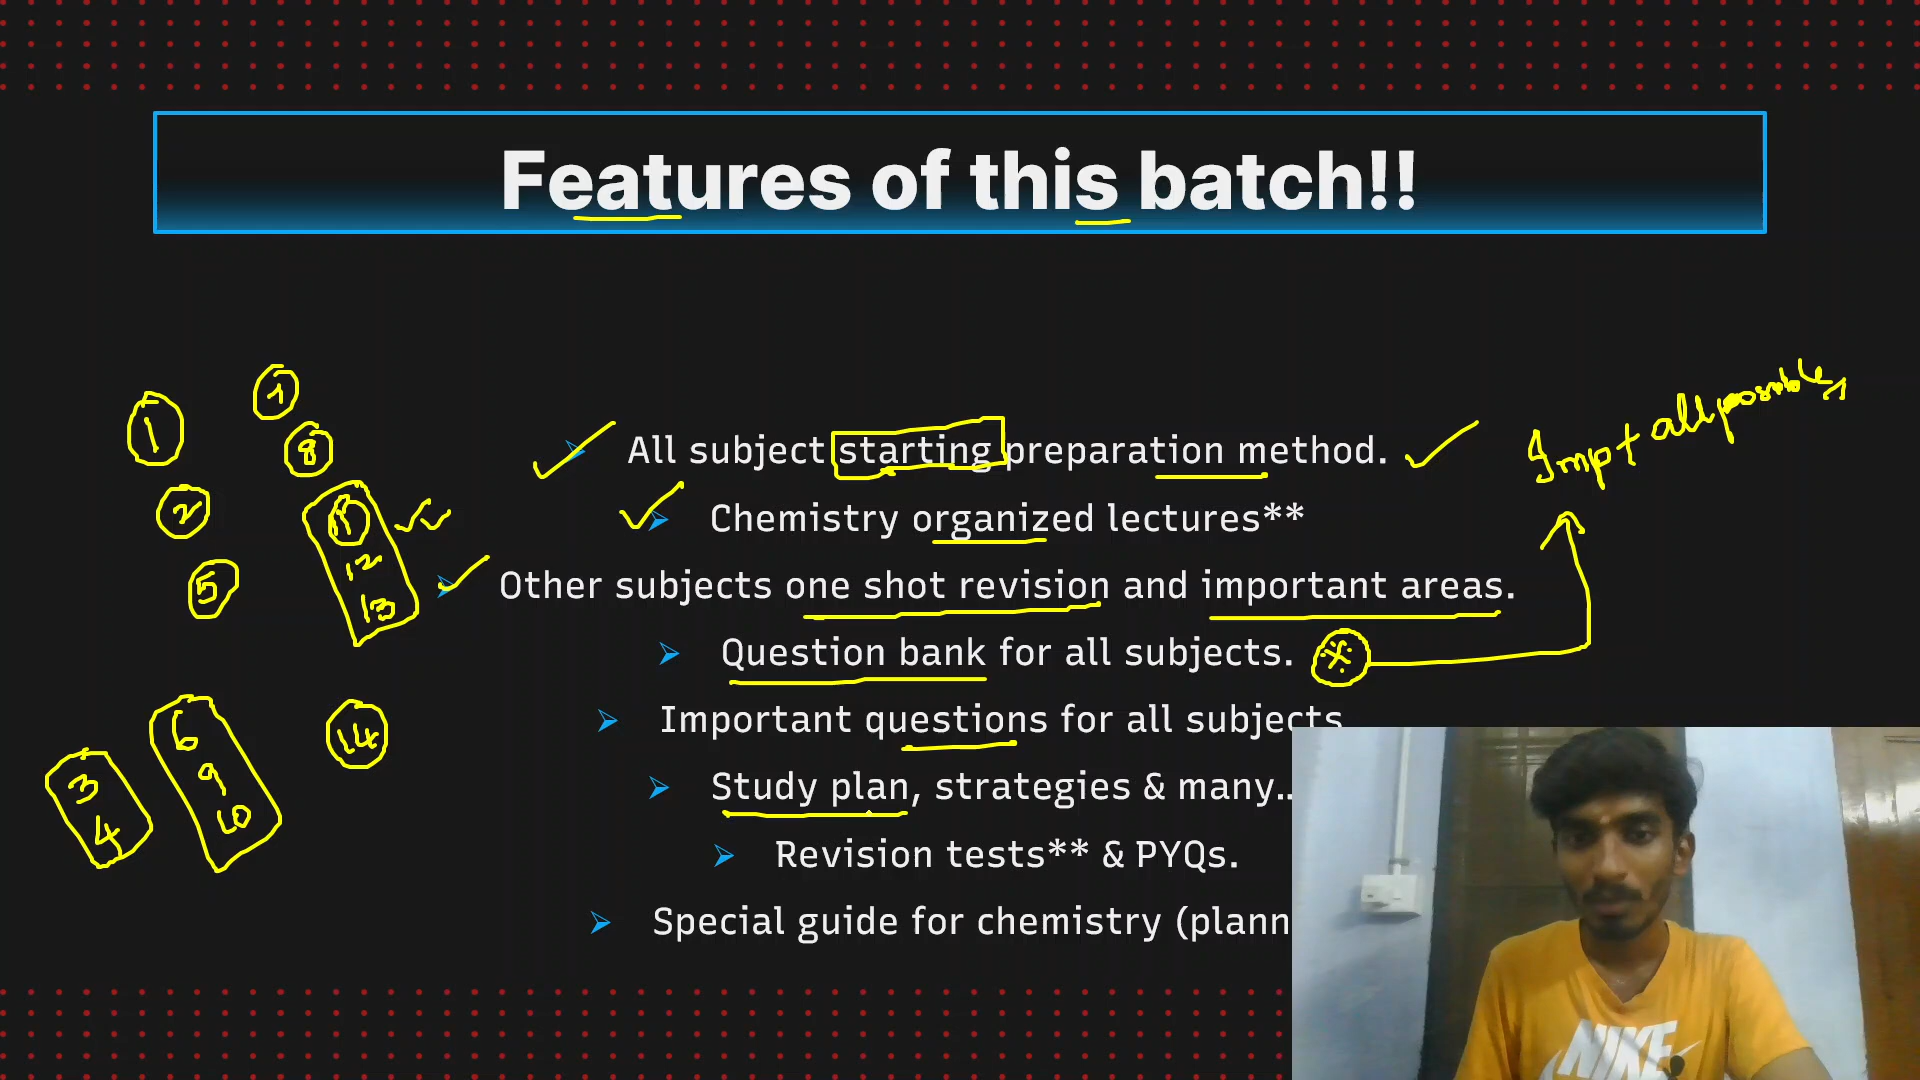 Features of this batch!!
1
1
8
2
5
11
12
13
All subject starting preparation method.
Chemistry organized lectures**
Other subjects one shot revision and important areas.
Question bank for all subjects.
Impt all possible
Important questions for all subjects
Study plan, strategies & many..
Revision tests** & PYQs.
Special guide for chemistry (plann
3
4
6
9
10
14
NIKE